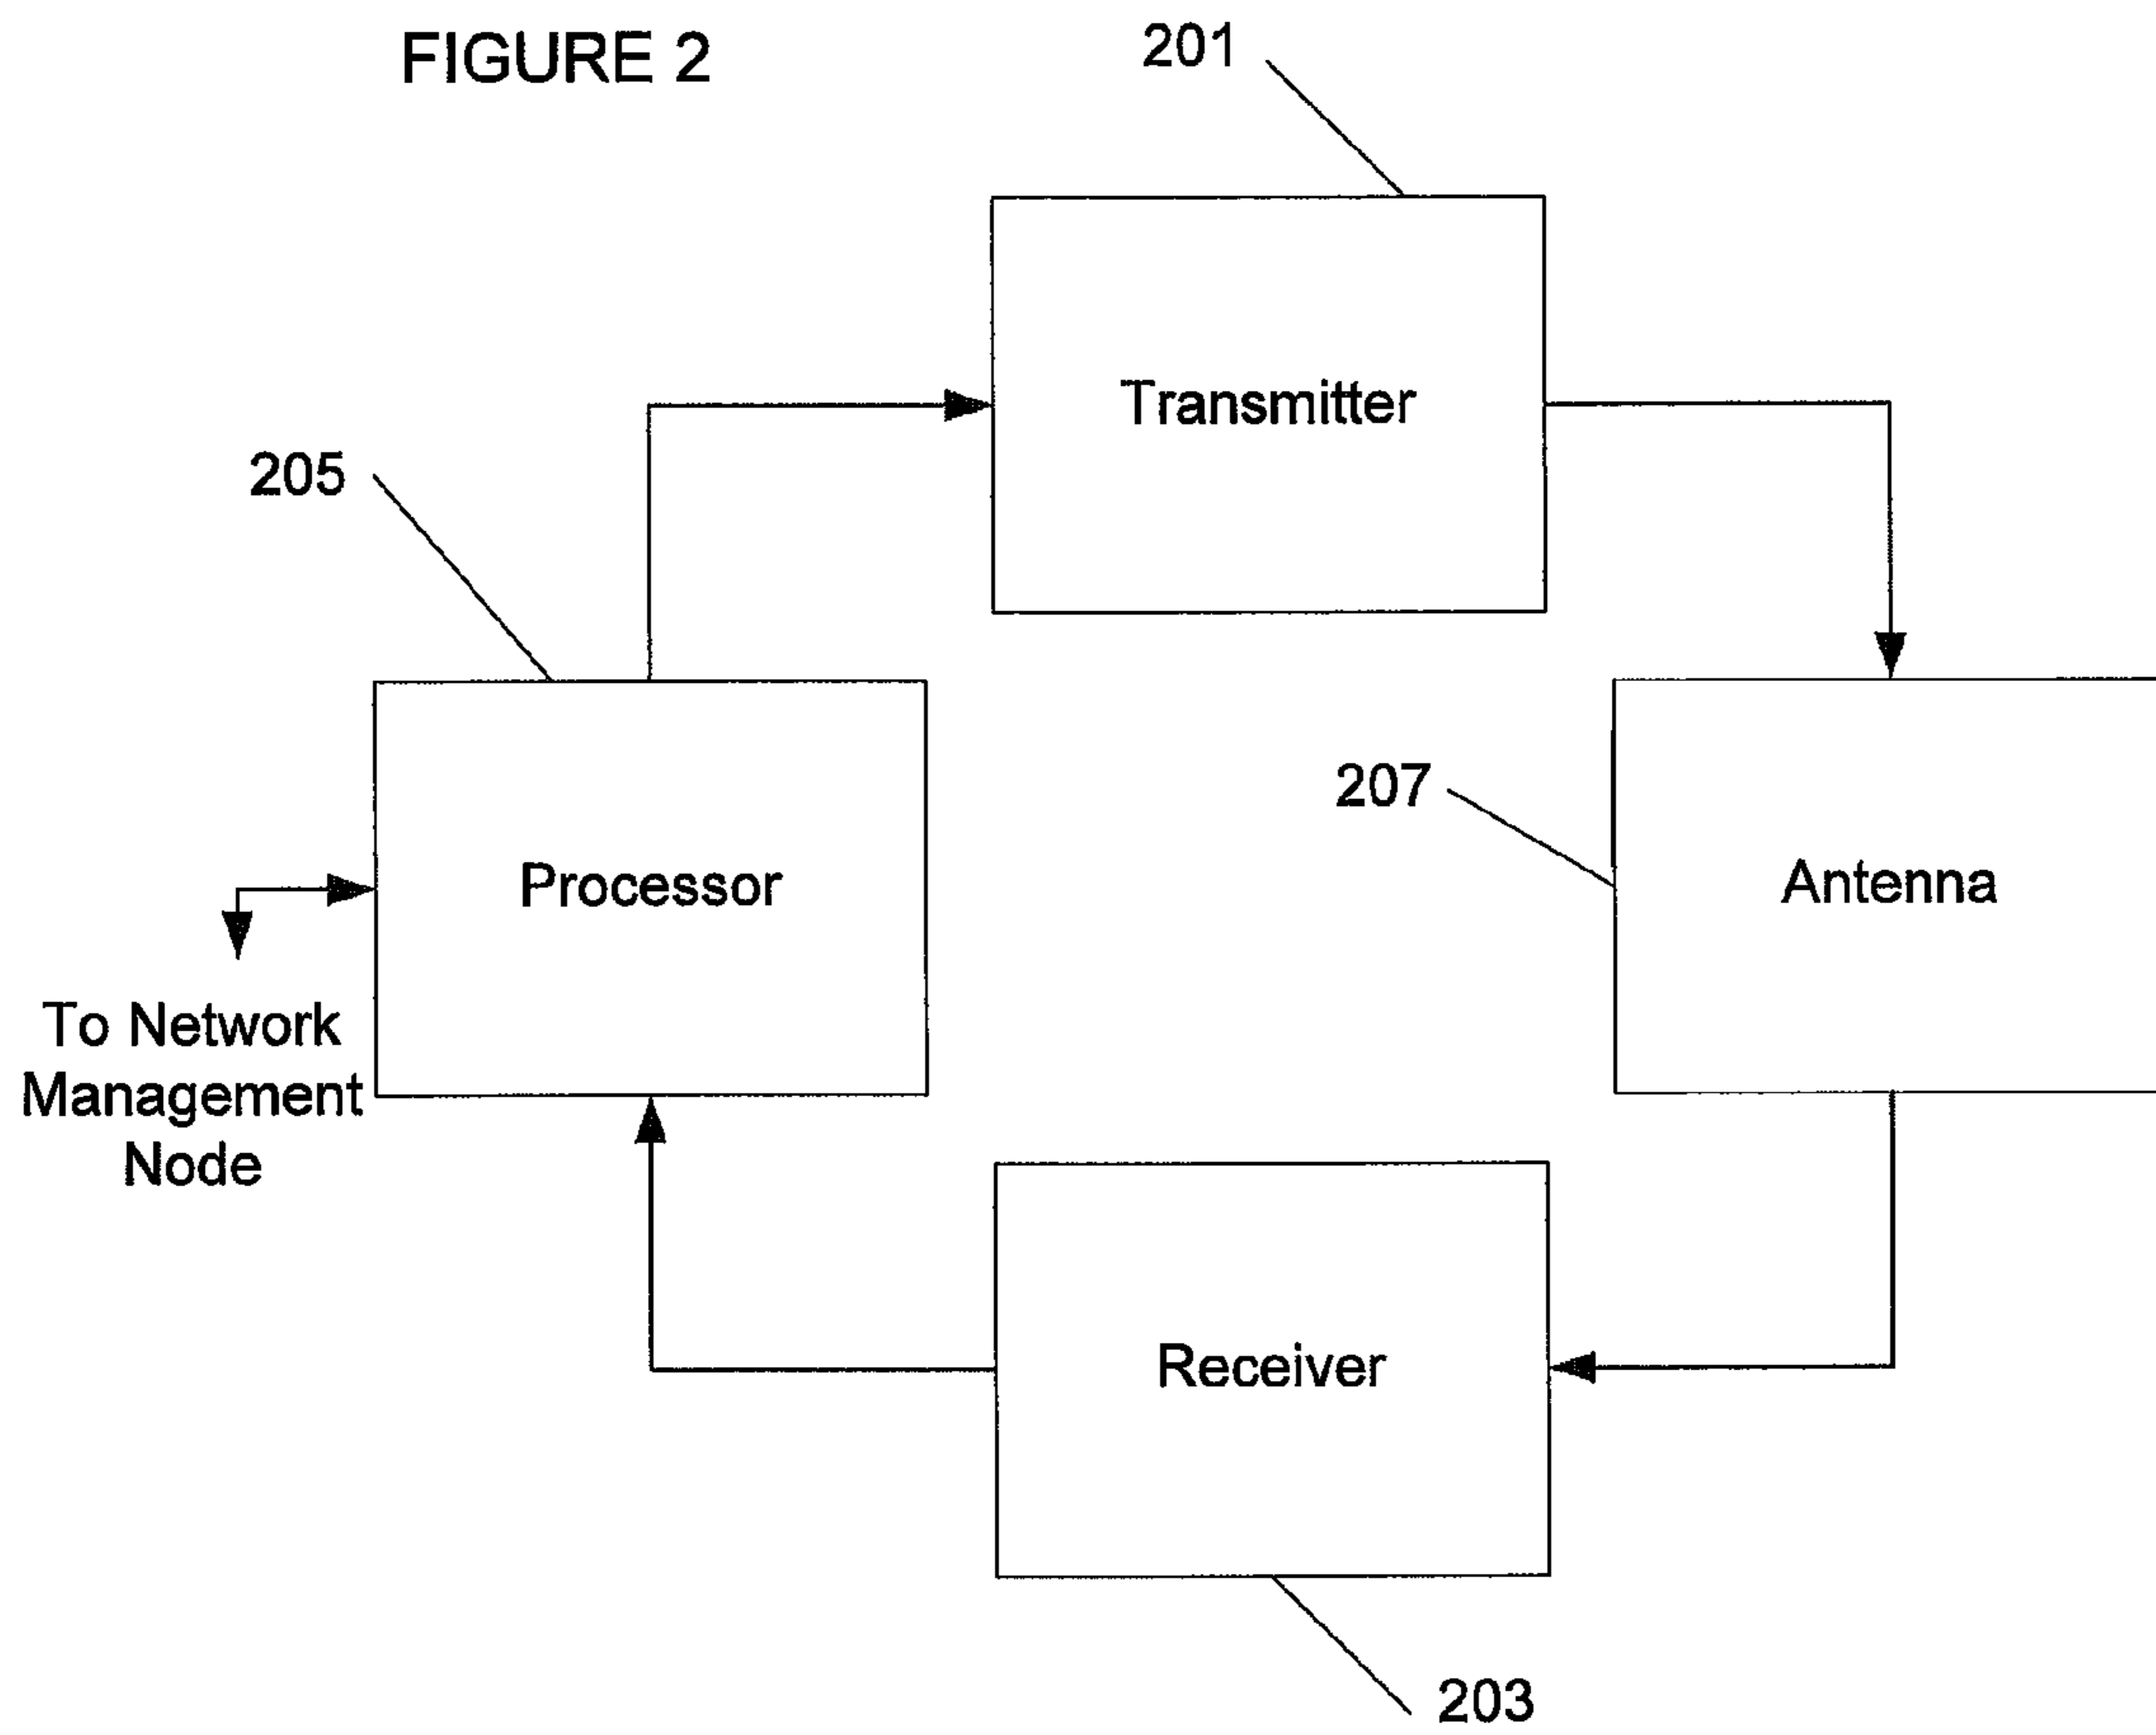 FIGURE 2
201
Transmitter
205
207
Processor
Antenna
To Network
Management
Node
Receiver
203